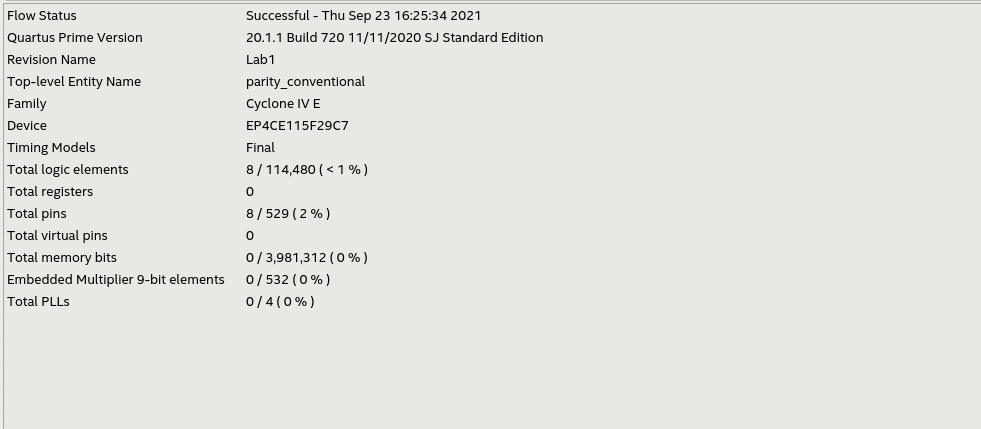 Flow Status Successful - Thu Sep 23 16:25:34 2021
Quartus Prime Version 20.1.1 Build 720 11/11/2020 SJ Standard Edition
Revision Name Lab1
Top-level Entity Name parity_conventional
Family Cyclone IV E
Device EP4CE115F29C7
Timing Models Final
Total logic elements 8 / 114,480 ( < 1 % )
Total registers 0
Total pins 8 / 529 ( 2 % )
Total virtual pins 0
Total memory bits 0 / 3,981,312 ( 0 % )
Embedded Multiplier 9-bit elements 0 / 532 ( 0 % )
Total PLLs 0 / 4 ( 0 % )